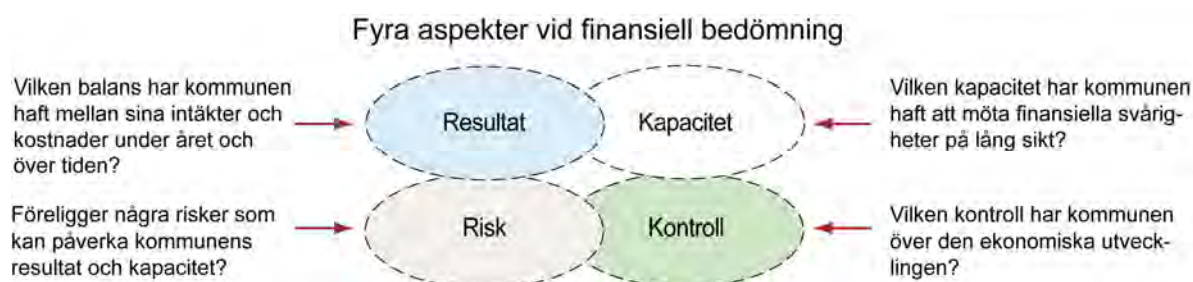 Fyra aspekter vid finansiell bedömning
Vilken balans har kommunen
haft mellan sina intäkter och
kostnader under året och
över tiden?
Resultat
Kapacitet
Vilken kapacitet har kommunen
haft att möta finansiella svårig-
heter på lång sikt?
Föreligger några risker som
kan påverka kommunens
resultat och kapacitet?
Risk
Kontroll
Vilken kontroll har kommunen
över den ekonomiska utveck-
lingen?